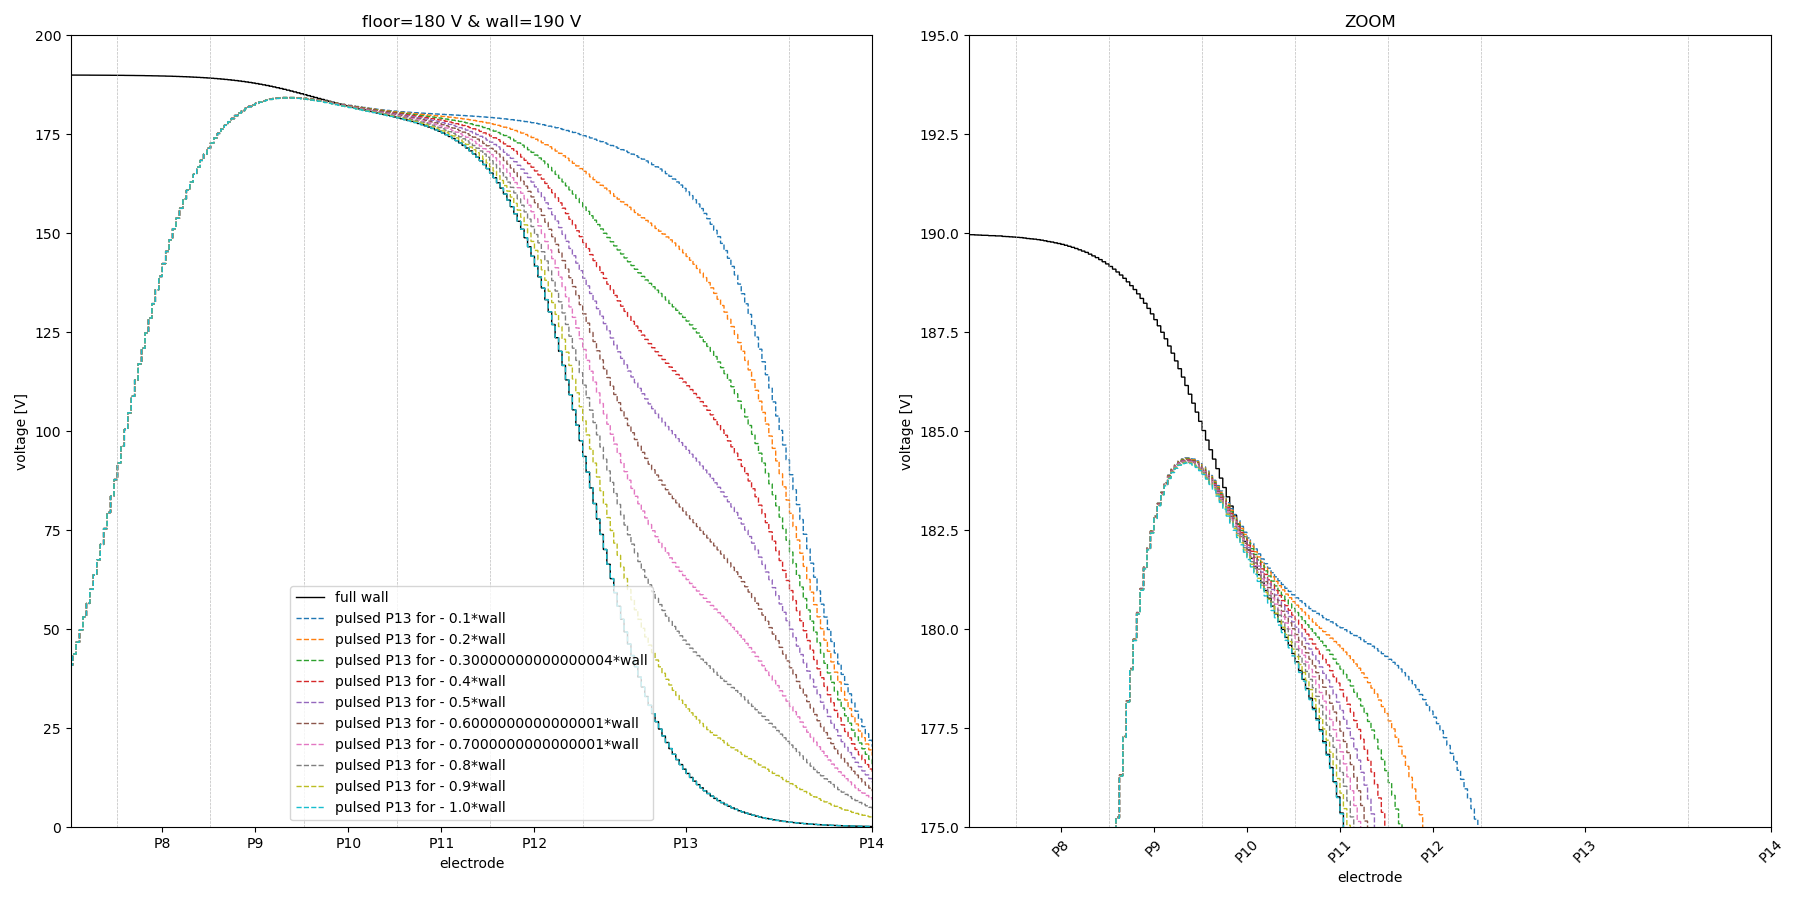 floor=180 V & wall=190 V
200
175
150
125
100
75
50
25
0
voltage [V]
full wall
pulsed P13 for - 0.1*wall
pulsed P13 for - 0.2*wall
pulsed P13 for - 0.30000000000000004*wall
pulsed P13 for - 0.4*wall
pulsed P13 for - 0.5*wall
pulsed P13 for - 0.6000000000000001*wall
pulsed P13 for - 0.7000000000000001*wall
pulsed P13 for - 0.8*wall
pulsed P13 for - 0.9*wall
pulsed P13 for - 1.0*wall
P8 P9 P10 P11 P12 P13 P14
electrode
ZOOM
195.0
192.5
190.0
187.5
185.0
182.5
180.0
177.5
175.0
voltage [V]
P8 P9 P10 P11 P12 P13 P14
electrode